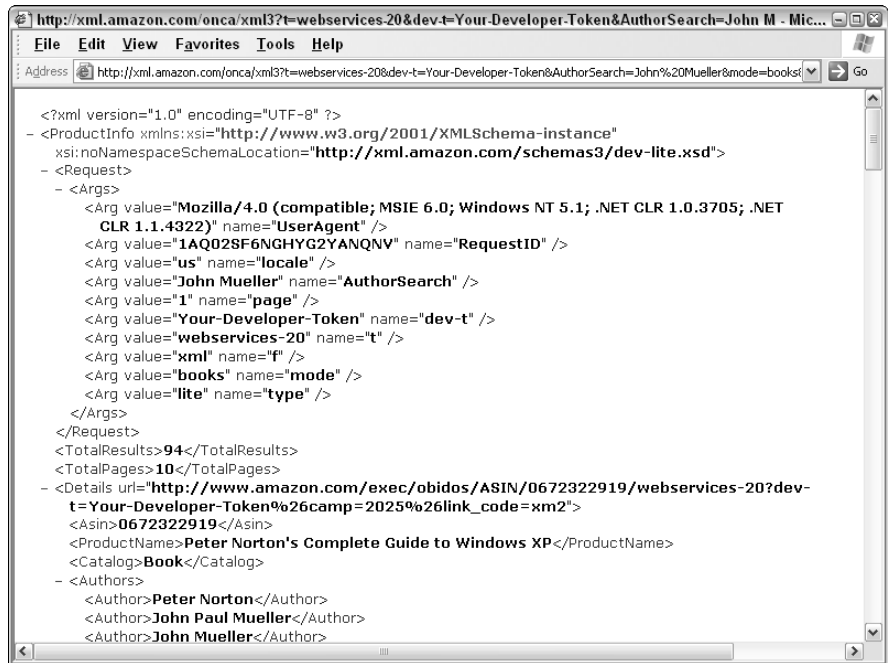 http://xml.amazon.com/onca/xml3?t=webservices-20&dev-t=Your-Developer-Token&AuthorSearch=John M - Mic...
File Edit View Favorites Tools Help
Address http://xml.amazon.com/onca/xml3?t=webservices-20&dev-t=Your-Developer-Token&AuthorSearch=John%20Mueller&mode=books& Go
<?xml version="1.0" encoding="UTF-8" ?>
- <ProductInfo xmlns:xsi="http://www.w3.org/2001/XMLSchema-instance"
xsi:noNamespaceSchemaLocation="http://xml.amazon.com/schemas3/dev-lite.xsd">
- <Request>
- <Args>
<Arg value="Mozilla/4.0 (compatible; MSIE 6.0; Windows NT 5.1; .NET CLR 1.0.3705; .NET
CLR 1.1.4322)" name="UserAgent" />
<Arg value="1AQ02SF6NGHYG2YANQNV" name="RequestID" />
<Arg value="us" name="locale" />
<Arg value="John Mueller" name="AuthorSearch" />
<Arg value="1" name="page" />
<Arg value="Your-Developer-Token" name="dev-t" />
<Arg value="webservices-20" name="t" />
<Arg value="xml" name="f" />
<Arg value="books" name="mode" />
<Arg value="lite" name="type" />
</Args>
</Request>
<TotalResults>94</TotalResults>
<TotalPages>10</TotalPages>
- <Details url="http://www.amazon.com/exec/obidos/ASIN/0672322919/webservices-20?dev-
t=Your-Developer-Token%26camp=2025%26link_code=xm2">
<Asin>0672322919</Asin>
<ProductName>Peter Norton's Complete Guide to Windows XP</ProductName>
<Catalog>Book</Catalog>
- <Authors>
<Author>Peter Norton</Author>
<Author>John Paul Mueller</Author>
<Author>John Mueller</Author>